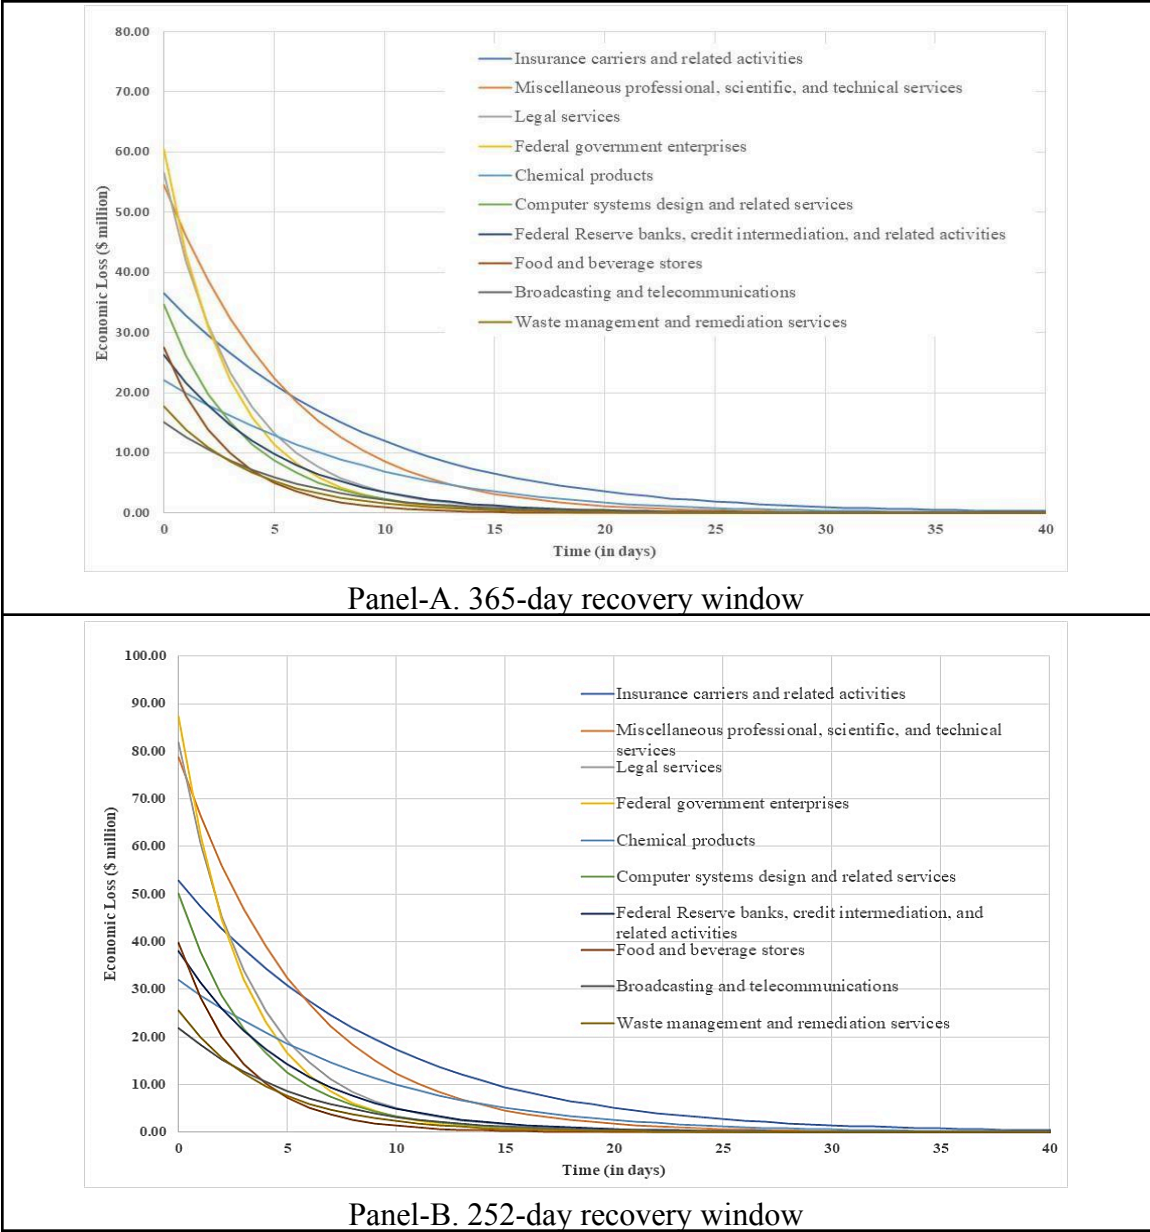 80.00
70.00
60.00
50.00
40.00
30.00
20.00
10.00
0.00
Economic Loss ($ million)
Insurance carriers and related activities
Miscellaneous professional, scientific, and technical services
Legal services
Federal government enterprises
Chemical products
Computer systems design and related services
Federal Reserve banks, credit intermediation, and related activities
Food and beverage stores
Broadcasting and telecommunications
Waste management and remediation services
0 5 10 15 20 25 30 35 40
Time (in days)
Panel-A. 365-day recovery window
100.00
90.00
80.00
70.00
60.00
50.00
40.00
30.00
20.00
10.00
0.00
Economic Loss ($ million)
Insurance carriers and related activities
Miscellaneous professional, scientific, and technical
services
Legal services
Federal government enterprises
Chemical products
Computer systems design and related services
Federal Reserve banks, credit intermediation, and
related activities
Food and beverage stores
Broadcasting and telecommunications
Waste management and remediation services
0 5 10 15 20 25 30 35 40
Time (in days)
Panel-B. 252-day recovery window